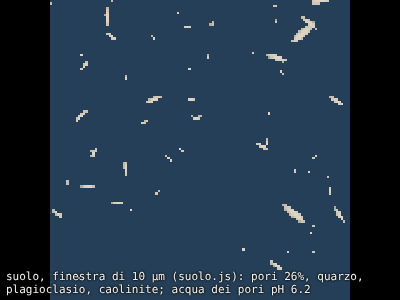 suolo, finestra di 10 µm (suolo.js): pori 26%, quarzo,
plagioclasio, caolinite; acqua dei pori pH 6.2